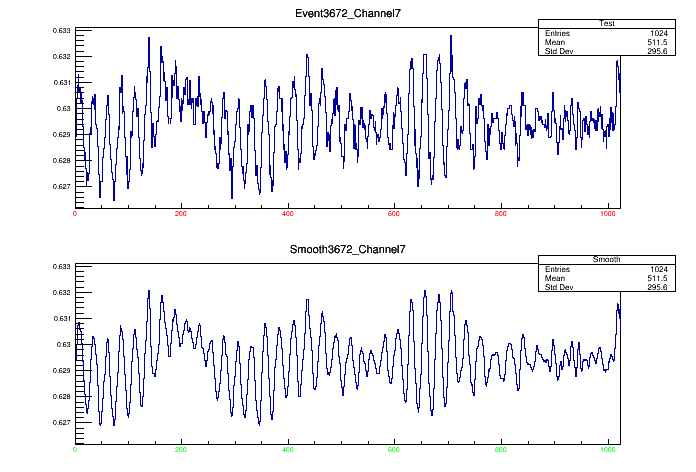 Event3672_Channel7
Test
Entries 1024
Mean 511.5
Std Dev 295.6
0.633
0.632
0.631
0.63
0.629
0.628
0.627
0 200 400 600 800 1000
Smooth3672_Channel7
Smooth
Entries 1024
Mean 511.5
Std Dev 295.6
0.633
0.632
0.631
0.63
0.629
0.628
0.627
0 200 400 600 800 1000